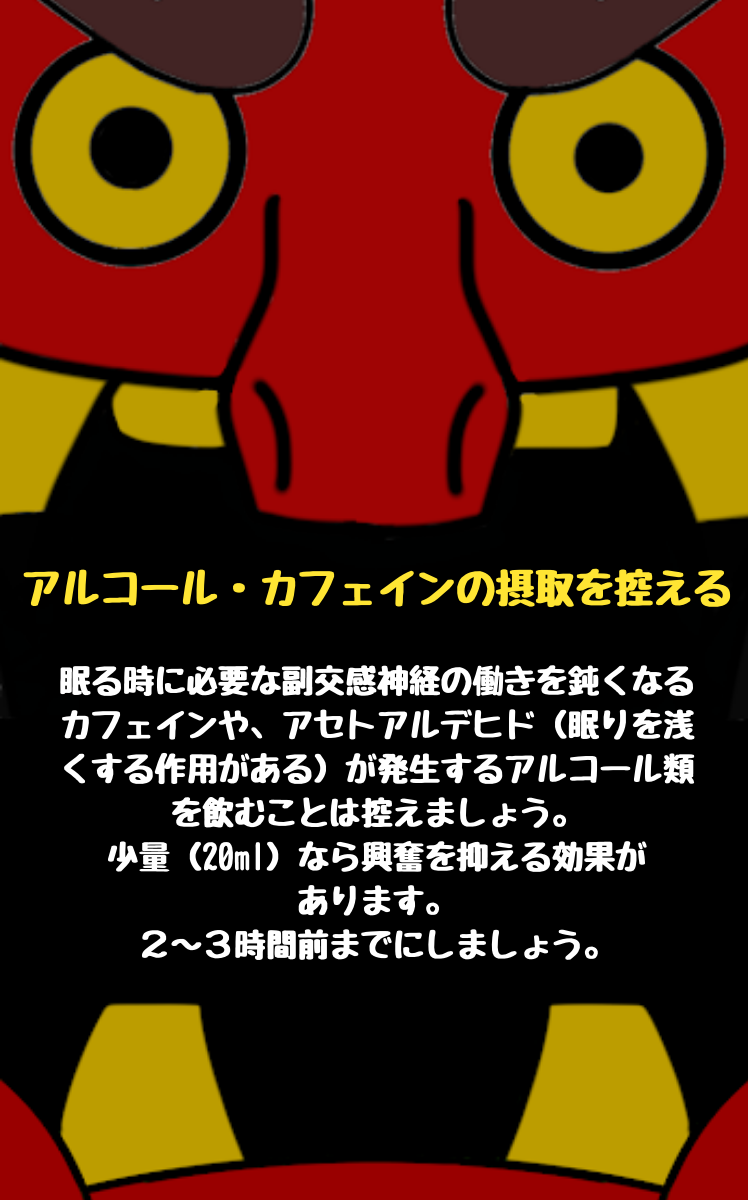 アルコール・カフェインの摂取を控える
眠る時に必要な副交感神経の働きを鈍くなる
カフェインや、アセトアルデヒド（眠りを浅
くする作用がある）が発生するアルコール類
を飲むことは控えましょう。
少量（20ml）なら興奮を抑える効果が
あります。
２〜３時間前までにしましょう。